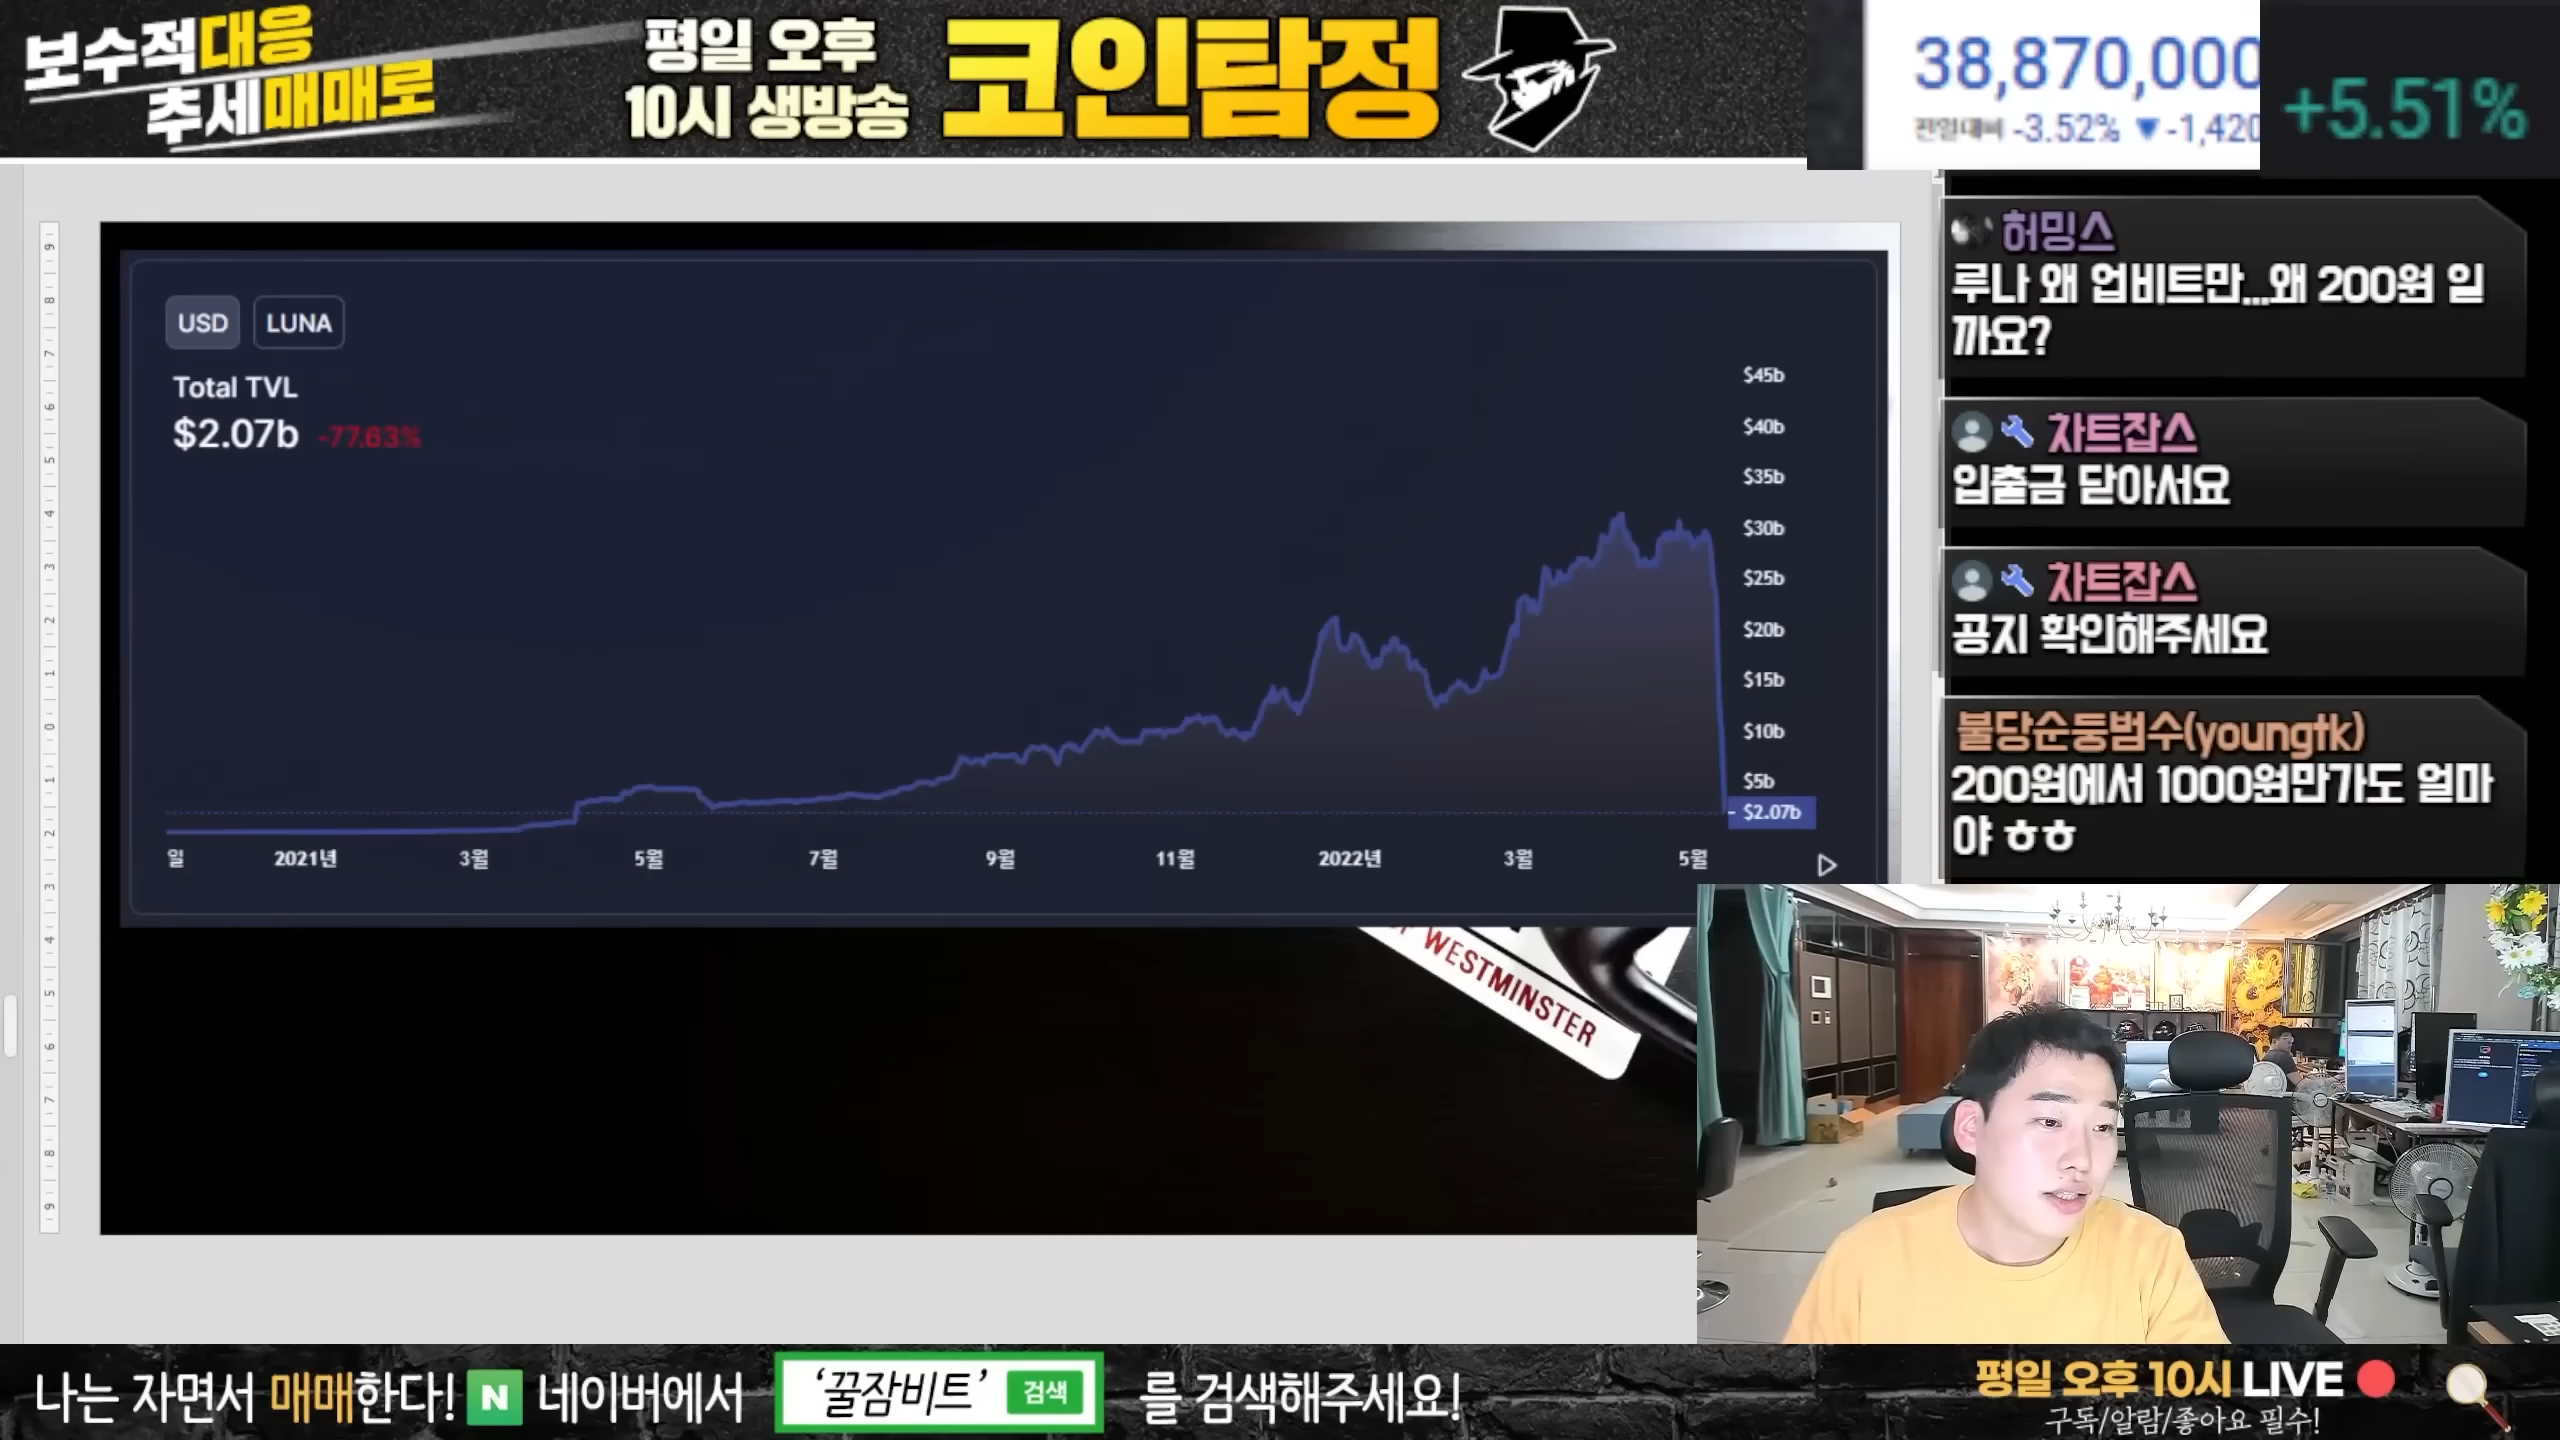 보수적대응
추세매매로
평일 오후
10시 생방송
코인탐정
38,870,000
전일대비 -3.52% ▼-1,420
+5.51%
USD
LUNA
Total TVL
$2.07b -77.63%
$45b
$40b
$35b
$30b
$25b
$20b
$15b
$10b
$5b
$2.07b
일 2021년 3월 5월 7월 9월 11월 2022년 3월 5월
WESTMINSTER
허밍스
루나 왜 업비트만...왜 200원 일
까요?
차트잡스
입출금 닫아서요
차트잡스
공지 확인해주세요
불당순둥범수(youngtk)
200원에서 1000원만가도 얼마
야 ㅎㅎ
나는 자면서 매매한다! N 네이버에서 '꿀잠비트' 검색 를 검색해주세요!
평일 오후 10시 LIVE
구독/알람/좋아요 필수!